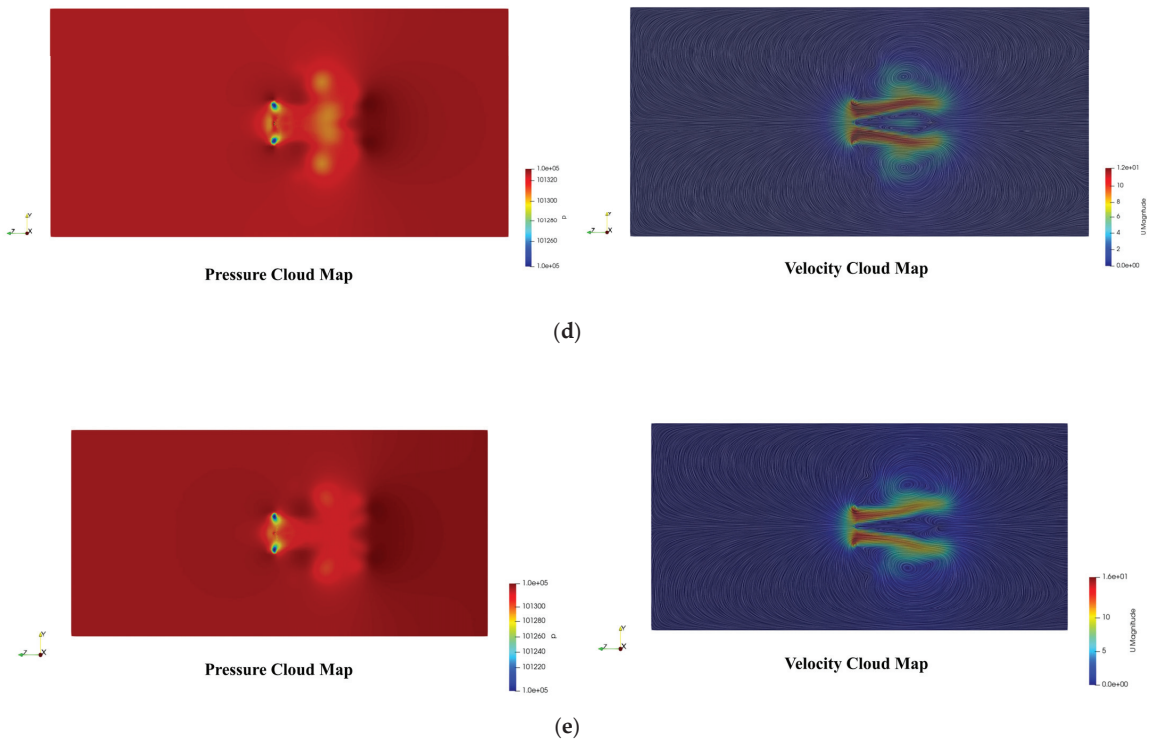 1.0e+05
101320
101300
101280
101260
1.0e+05
p
Y
Z
X
Pressure Cloud Map
1.2e+01
10
8
6
4
2
0.0e+00
U Magnitude
Y
Z
X
Velocity Cloud Map
(d)
1.0e+05
101300
101280
101260
101240
101220
1.0e+05
p
Y
Z
X
Pressure Cloud Map
1.6e+01
10
5
0.0e+00
U Magnitude
Y
Z
X
Velocity Cloud Map
(e)